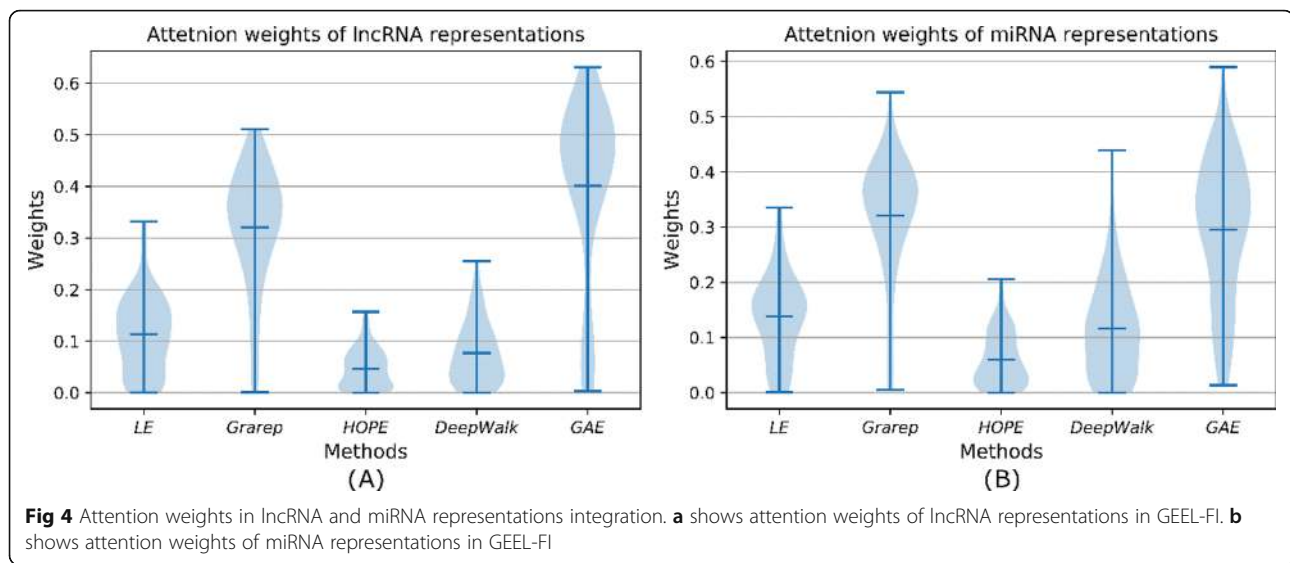 Attetnion weights of lncRNA representations
0.6
0.5
0.4
0.3
0.2
0.1
0.0
Weights
LE Grarep HOPE DeepWalk GAE
Methods
(A)
Attetnion weights of miRNA representations
0.6
0.5
0.4
0.3
0.2
0.1
0.0
Weights
LE Grarep HOPE DeepWalk GAE
Methods
(B)
Fig 4 Attention weights in lncRNA and miRNA representations integration. a shows attention weights of lncRNA representations in GEEL-FI. b
shows attention weights of miRNA representations in GEEL-FI